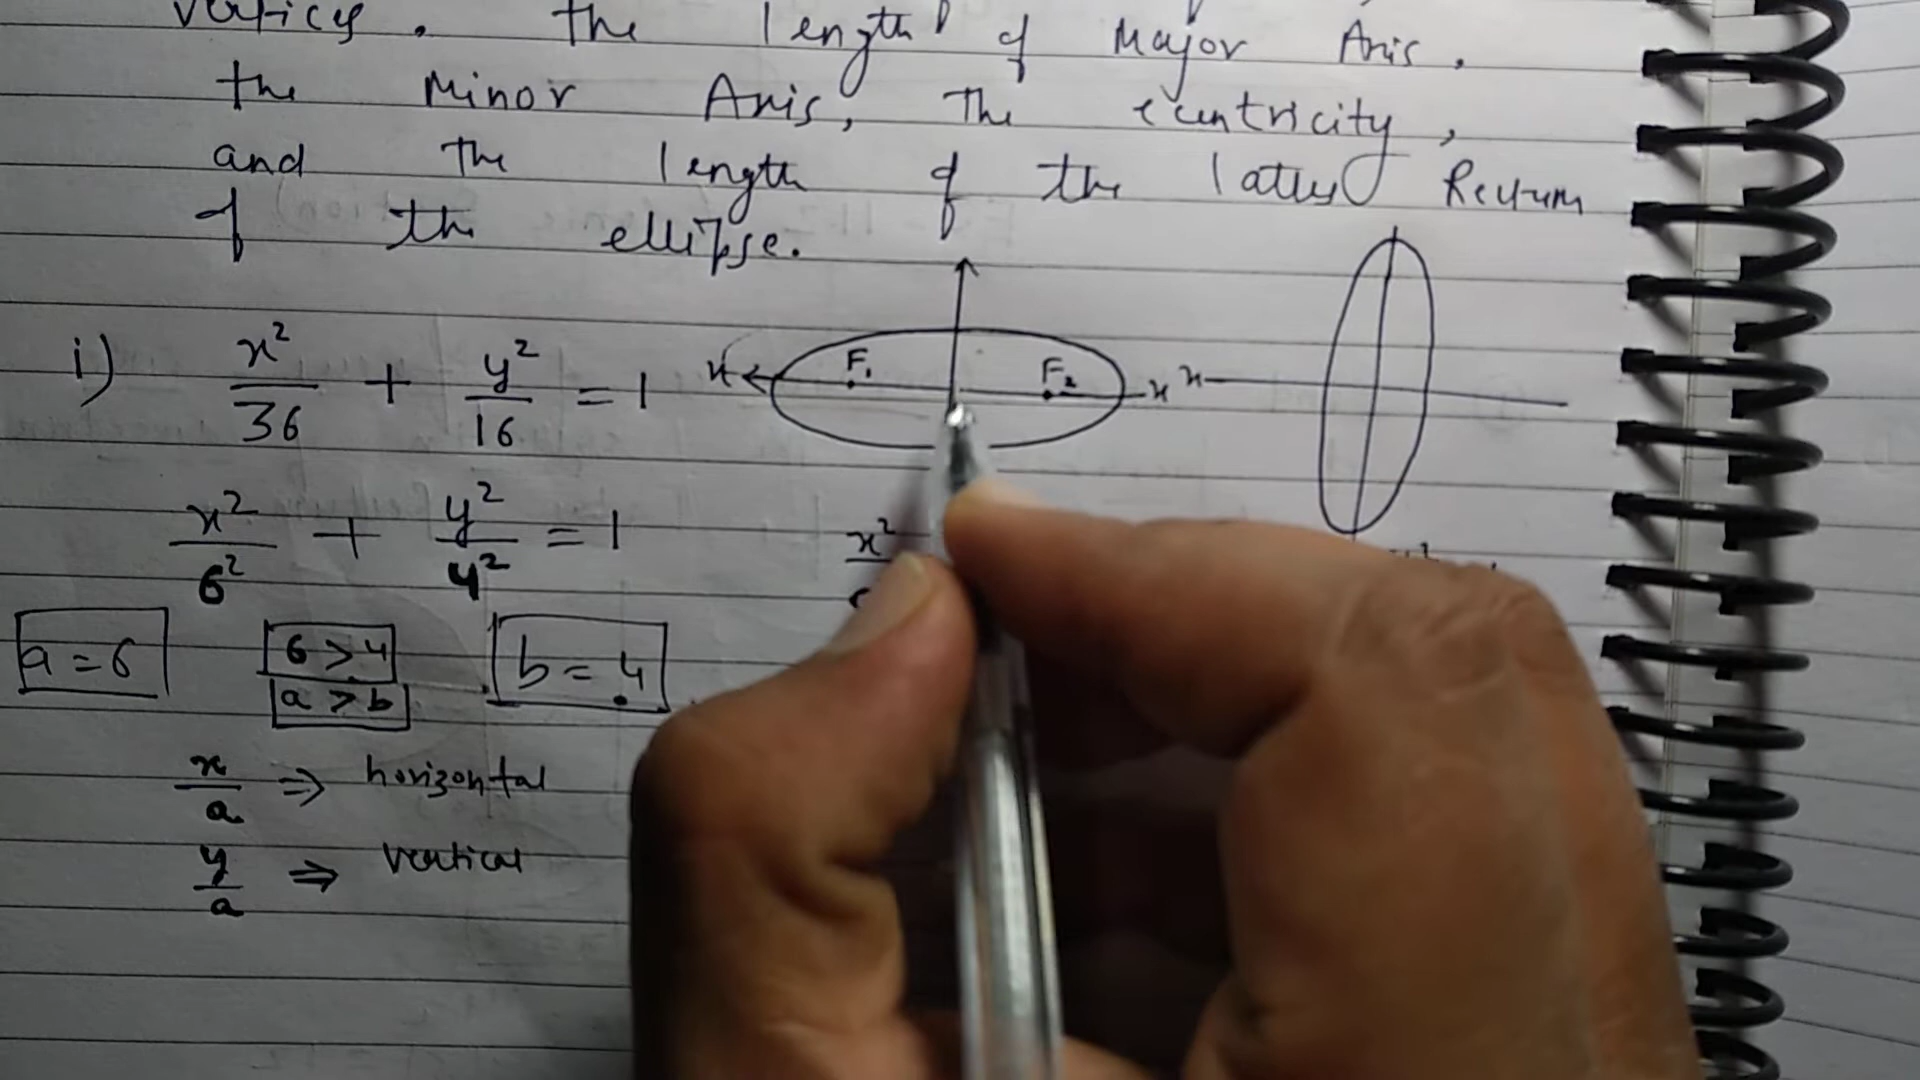 vertices, the length of Major Axis,
the Minor Axis, The eccentricity,
and the length of the latus Rectum
of the ellipse.
i) x²/36 + y²/16 = 1
F₁ F₂
x x x
x²/6² + y²/4² = 1
x²
a = 6 6 > 4 b = 4
a > b
x/a ⇒ horizontal
y/a ⇒ vertical